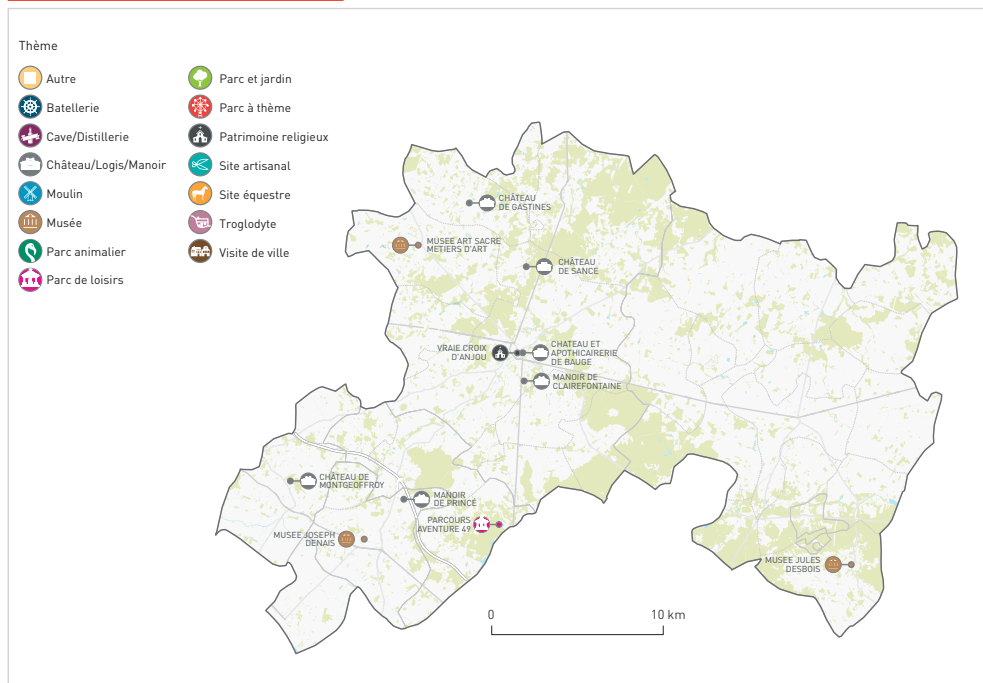 Thème
Autre
Batellerie
Cave/Distillerie
Château/Logis/Manoir
Moulin
Musée
Parc animalier
Parc de loisirs
Parc et jardin
Parc à thème
Patrimoine religieux
Site artisanal
Site équestre
Troglodyte
Visite de ville
CHÂTEAU
DE GASTINES
MUSEE ART SACRE
METIERS D'ART
CHÂTEAU
DE SANCE
VRAIE CROIX
D'ANJOU
CHATEAU ET
APOTHICAIRERIE
DE BAUGE
MANOIR DE
CLAIREFONTAINE
CHÂTEAU DE
MONTGEOFFROY
MANOIR
DE PRINCE
PARCOURS
AVENTURE 49
MUSEE JOSEPH
DENAIS
MUSEE JULES
DESBOIS
0 10 km